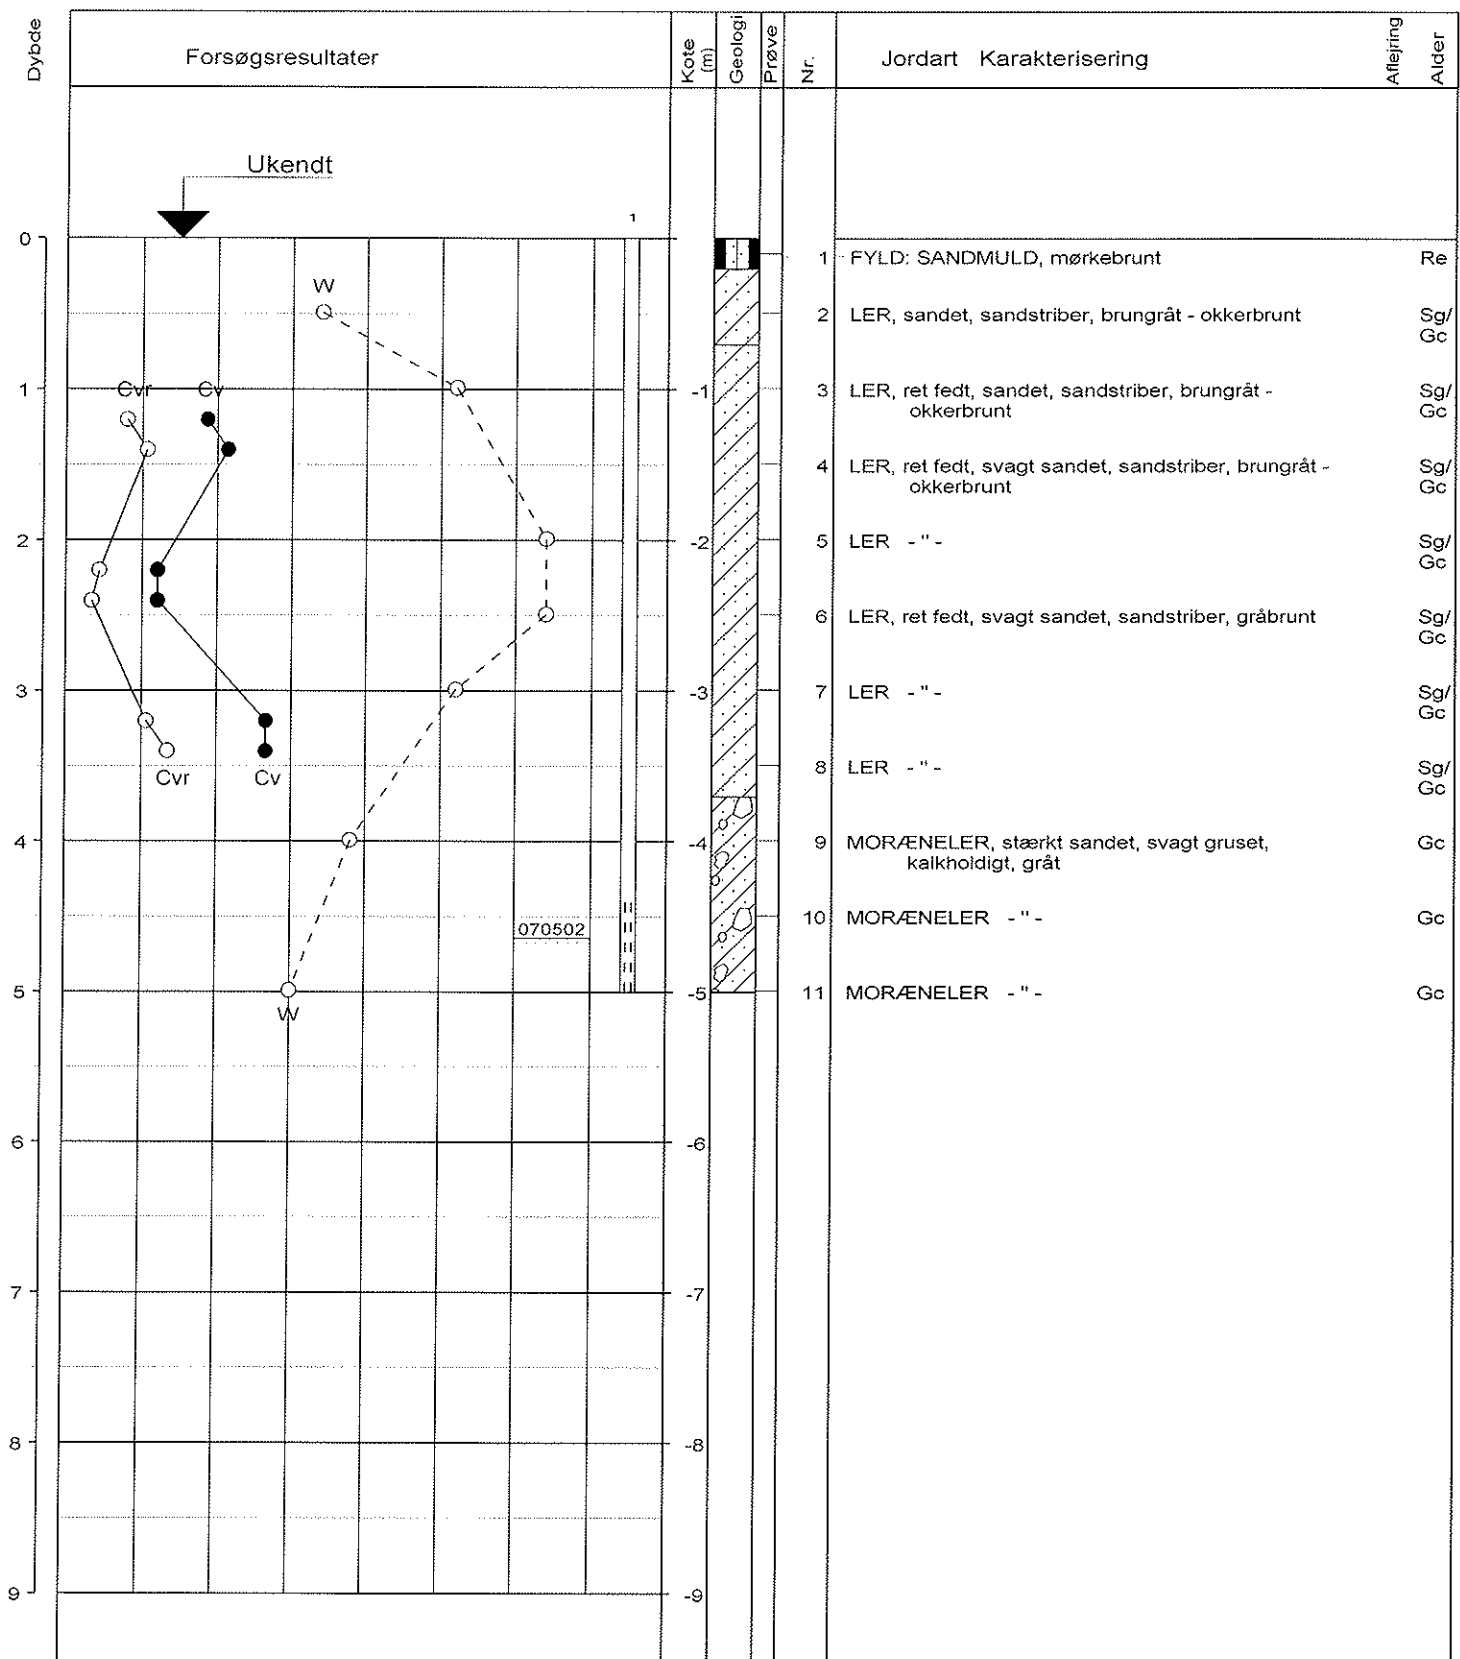 Dybde
Forsøgsresultater
Kote (m)
Geologi
Prøve
Nr.
Jordart Karakterisering
Aflejring
Alder
Ukendt
1
0
W
1 FYLD: SANDMULD, mørkebrunt Re
2 LER, sandet, sandstriber, brungråt - okkerbrunt Sg/
Gc
Cvr Cv
1 -1 3 LER, ret fedt, sandet, sandstriber, brungråt - Sg/
okkerbrunt Gc
4 LER, ret fedt, svagt sandet, sandstriber, brungråt - Sg/
okkerbrunt Gc
2 -2 5 LER - " - Sg/
Gc
6 LER, ret fedt, svagt sandet, sandstriber, gråbrunt Sg/
Gc
3 -3 7 LER - " - Sg/
Gc
Cvr Cv
8 LER - " - Sg/
Gc
4 -4 9 MORÆNELER, stærkt sandet, svagt gruset, Gc
kalkholdigt, gråt
10 MORÆNELER - " - Gc
070502
5 -5 11 MORÆNELER - " - Gc
W
6 -6
7 -7
8 -8
9 -9